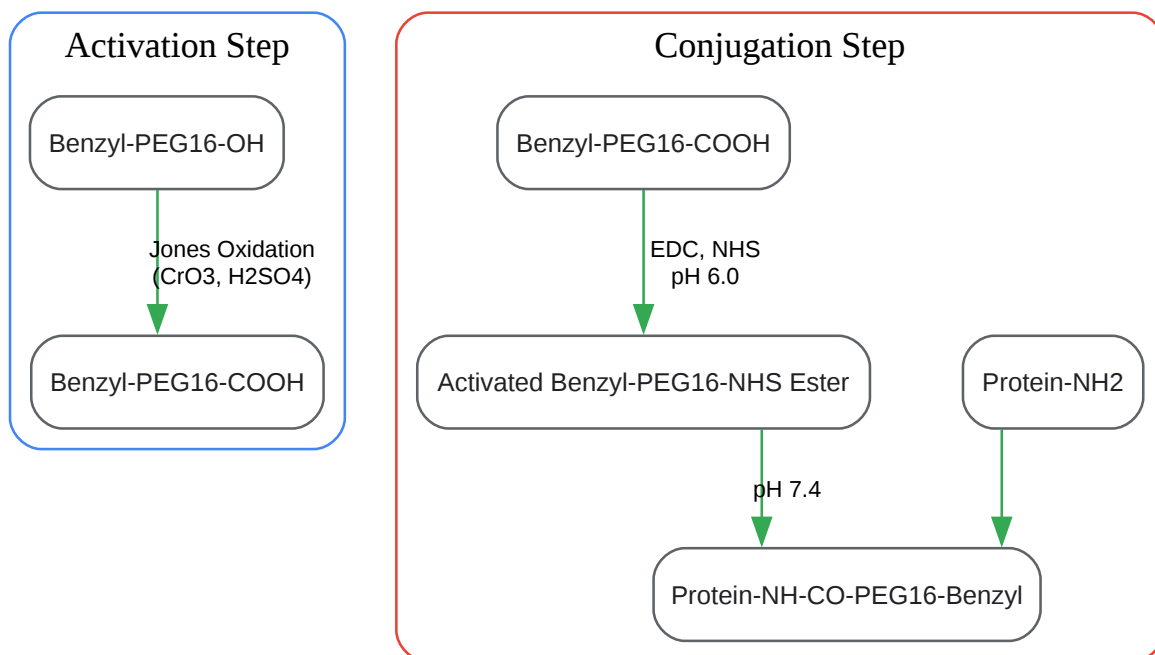 Activation Step
Benzyl-PEG16-OH
Jones Oxidation
(CrO3, H2SO4)
Benzyl-PEG16-COOH
Conjugation Step
Benzyl-PEG16-COOH
EDC, NHS
pH 6.0
Activated Benzyl-PEG16-NHS Ester
Protein-NH2
pH 7.4
Protein-NH-CO-PEG16-Benzyl